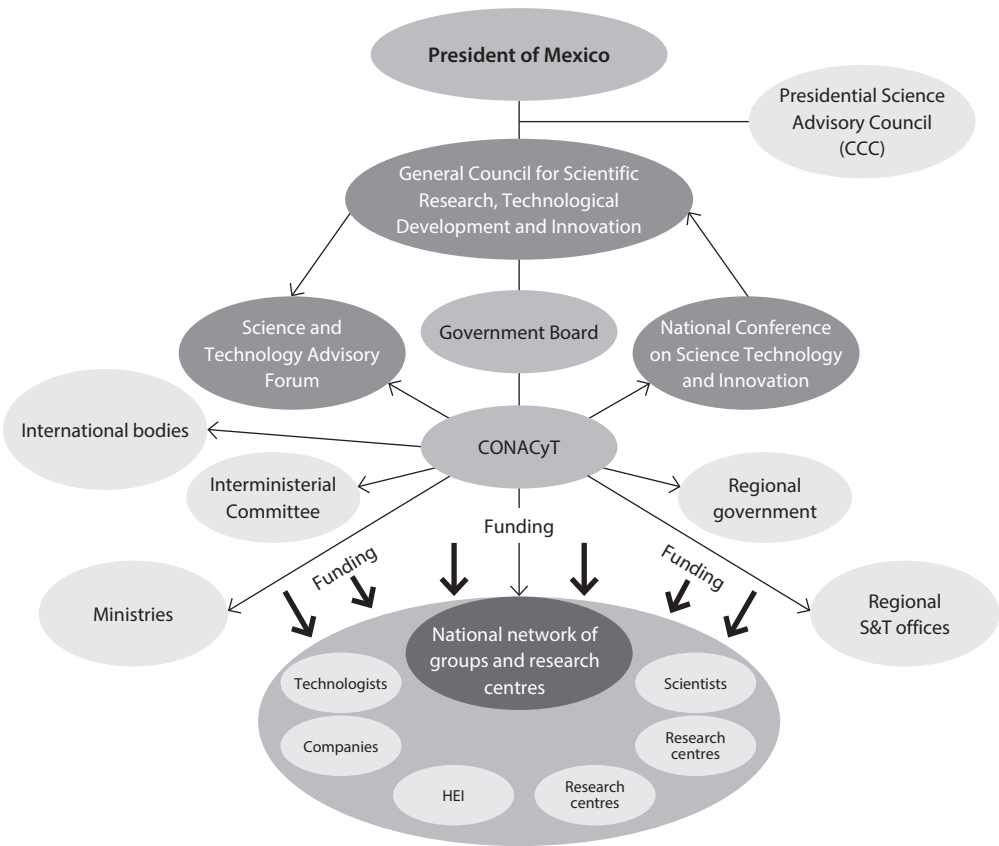 President of Mexico
Presidential Science
Advisory Council
(CCC)
General Council for Scientific
Research, Technological
Development and Innovation
Science and
Technology Advisory
Forum
Government Board
National Conference
on Science Technology
and Innovation
International bodies
CONACyT
Interministerial
Committee
Regional
government
Funding
Funding
Funding
Ministries
Regional
S&T offices
National network of
groups and research
centres
Technologists
Scientists
Companies
Research
centres
HEI
Research
centres